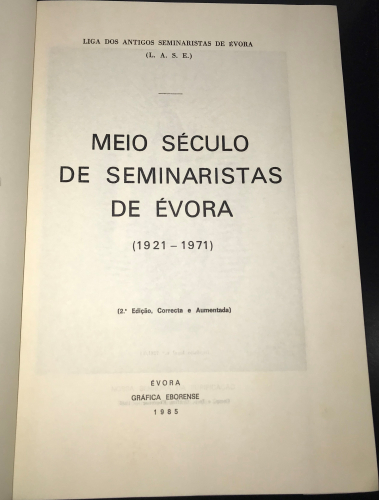 LIGA DOS ANTIGOS SEMINARISTAS DE ÉVORA
(L. A. S. E.)
MEIO SÉCULO
DE SEMINARISTAS
DE ÉVORA
(1921 – 1971)
(2.ª Edição, Correcta e Aumentada)
ÉVORA
GRÁFICA EBORENSE
1985